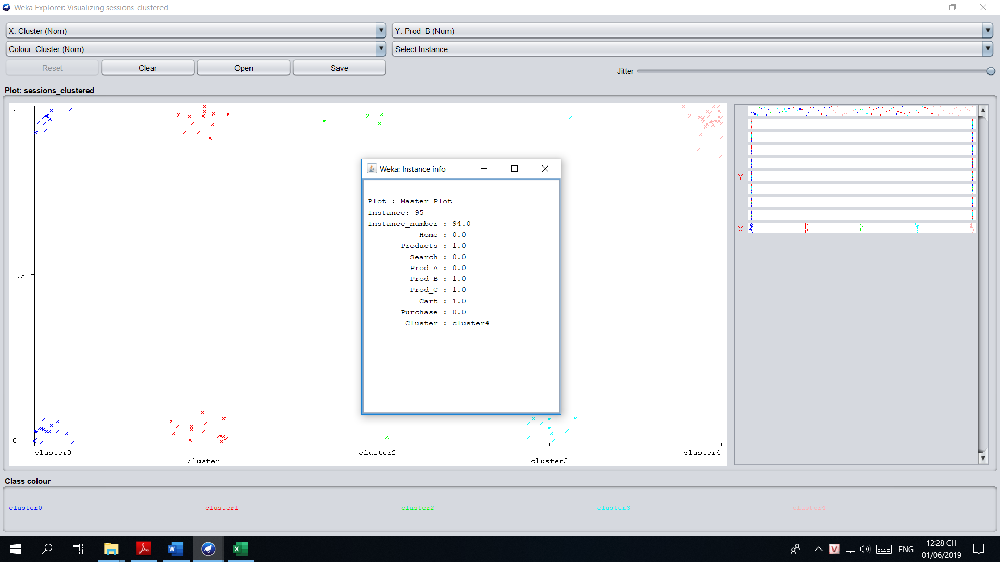 Weka Explorer: Visualizing sessions_clustered
X: Cluster (Nom)
Y: Prod_B (Num)
Colour: Cluster (Nom)
Select Instance
Reset
Clear
Open
Save
Jitter
Plot: sessions_clustered
1
0.5
0
cluster0
cluster1
cluster2
cluster3
cluster4
Y
X
Weka: Instance info
Plot : Master Plot
Instance: 95
Instance_number : 94.0
Home : 0.0
Products : 1.0
Search : 0.0
Prod_A : 0.0
Prod_B : 1.0
Prod_C : 1.0
Cart : 1.0
Purchase : 0.0
Cluster : cluster4
Class colour
cluster0
cluster1
cluster2
cluster3
cluster4
ENG
12:28 CH
01/06/2019